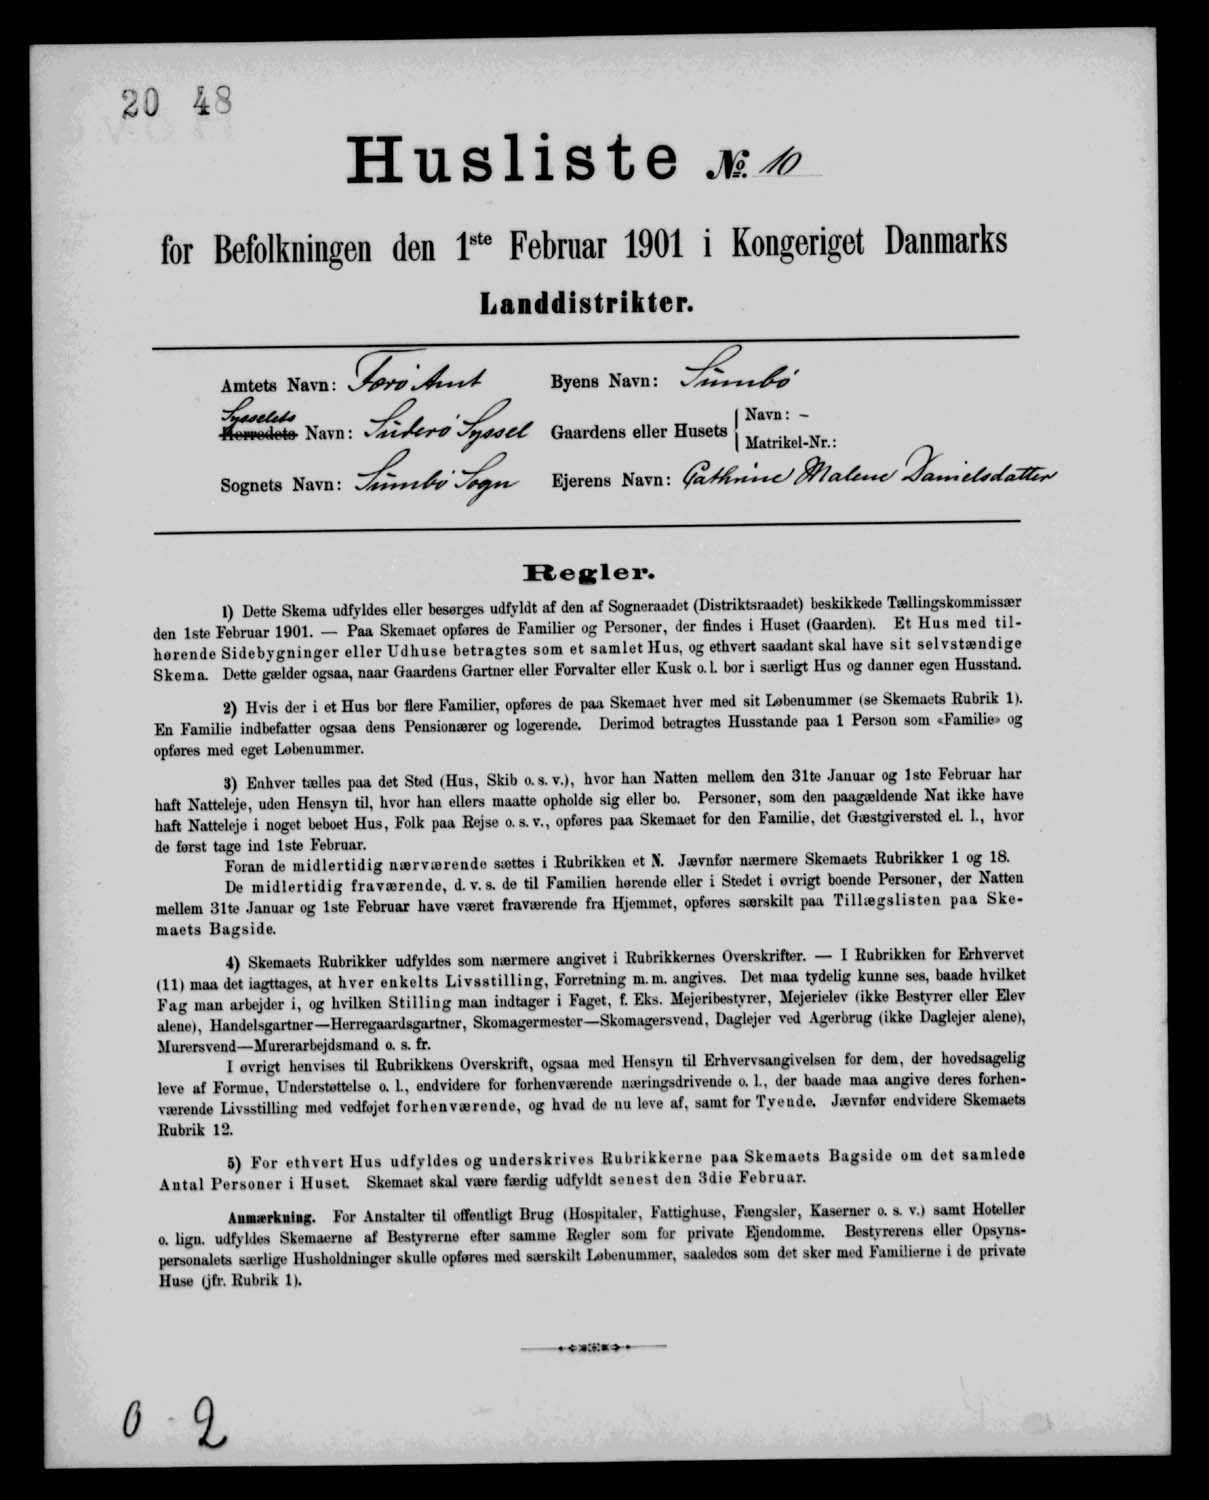 20 48
Husliste No. 10
for Befolkningen den 1ste Februar 1901 i Kongeriget Danmarks
Landdistrikter.
Amtets Navn: Færø Amt
Byens Navn: Sümbö
Sysselets
Herredets Navn: Süderø Syssel
Gaardens eller Husets
Navn: -
Matrikel-Nr.:
Sognets Navn: Sümbö Sogn
Ejerens Navn: Cathrine Malene Danielsdatter
Regler.
1) Dette Skema udfyldes eller besørges udfyldt af den af Sogneraadet (Distriktsraadet) beskikkede Tællingskommissær
den 1ste Februar 1901. — Paa Skemaet opføres de Familier og Personer, der findes i Huset (Gaarden). Et Hus med til-
hørende Sidebygninger eller Udhuse betragtes som et samlet Hus, og ethvert saadant skal have sit selvstændige
Skema. Dette gælder ogsaa, naar Gaardens Gartner eller Forvalter eller Kusk o. l. bor i særligt Hus og danner egen Husstand.
2) Hvis der i et Hus bor flere Familier, opføres de paa Skemaet hver med sit Løbenummer (se Skemaets Rubrik 1).
En Familie indbefatter ogsaa dens Pensionærer og logerende. Derimod betragtes Husstande paa 1 Person som «Familie» og
opføres med eget Løbenummer.
3) Enhver tælles paa det Sted (Hus, Skib o. s. v.), hvor han Natten mellem den 31te Januar og 1ste Februar har
haft Natteleje, uden Hensyn til, hvor han ellers maatte opholde sig eller bo. Personer, som den paagældende Nat ikke have
haft Natteleje i noget beboet Hus, Folk paa Rejse o. s. v., opføres paa Skemaet for den Familie, det Gæstgiversted el. l., hvor
de først tage ind 1ste Februar.
Foran de midlertidig nærværende sættes i Rubrikken et N. Jævnfør nærmere Skemaets Rubrikker 1 og 18.
De midlertidig fraværende, d. v. s. de til Familien hørende eller i Stedet i øvrigt boende Personer, der Natten
mellem 31te Januar og 1ste Februar have været fraværende fra Hjemmet, opføres særskilt paa Tillægslisten paa Ske-
maets Bagside.
4) Skemaets Rubrikker udfyldes som nærmere angivet i Rubrikkernes Overskrifter. — I Rubrikken for Erhvervet
(11) maa det iagttages, at hver enkelts Livsstilling, Forretning m. m. angives. Det maa tydelig kunne ses, baade hvilket
Fag man arbejder i, og hvilken Stilling man indtager i Faget, f. Eks. Mejeribestyrer, Mejerielev (ikke Bestyrer eller Elev
alene), Handelsgartner—Herregaardsgartner, Skomagermester—Skomagersvend, Daglejer ved Agerbrug (ikke Daglejer alene),
Murersvend—Murerarbejdsmand o. s. fr.
I øvrigt henvises til Rubrikkens Overskrift, ogsaa med Hensyn til Erhvervsangivelsen for dem, der hovedsagelig
leve af Formue, Understøttelse o. l., endvidere for forhenværende næringsdrivende o. l., der baade maa angive deres forhen-
værende Livsstilling med vedføjet forhenværende, og hvad de nu leve af, samt for Tyende. Jævnfør endvidere Skemaets
Rubrik 12.
5) For ethvert Hus udfyldes og underskrives Rubrikkerne paa Skemaets Bagside om det samlede
Antal Personer i Huset. Skemaet skal være færdig udfyldt senest den 3die Februar.
Anmærkning. For Anstalter til offentligt Brug (Hospitaler, Fattighuse, Fængsler, Kaserner o. s. v.) samt Hoteller
o. lign. udfyldes Skemaerne af Bestyrerne efter samme Regler som for private Ejendomme. Bestyrerens eller Opsyns-
personalets særlige Husholdninger skulle opføres med særskilt Løbenummer, saaledes som det sker med Familierne i de private
Huse (jfr. Rubrik 1).
0 - 2